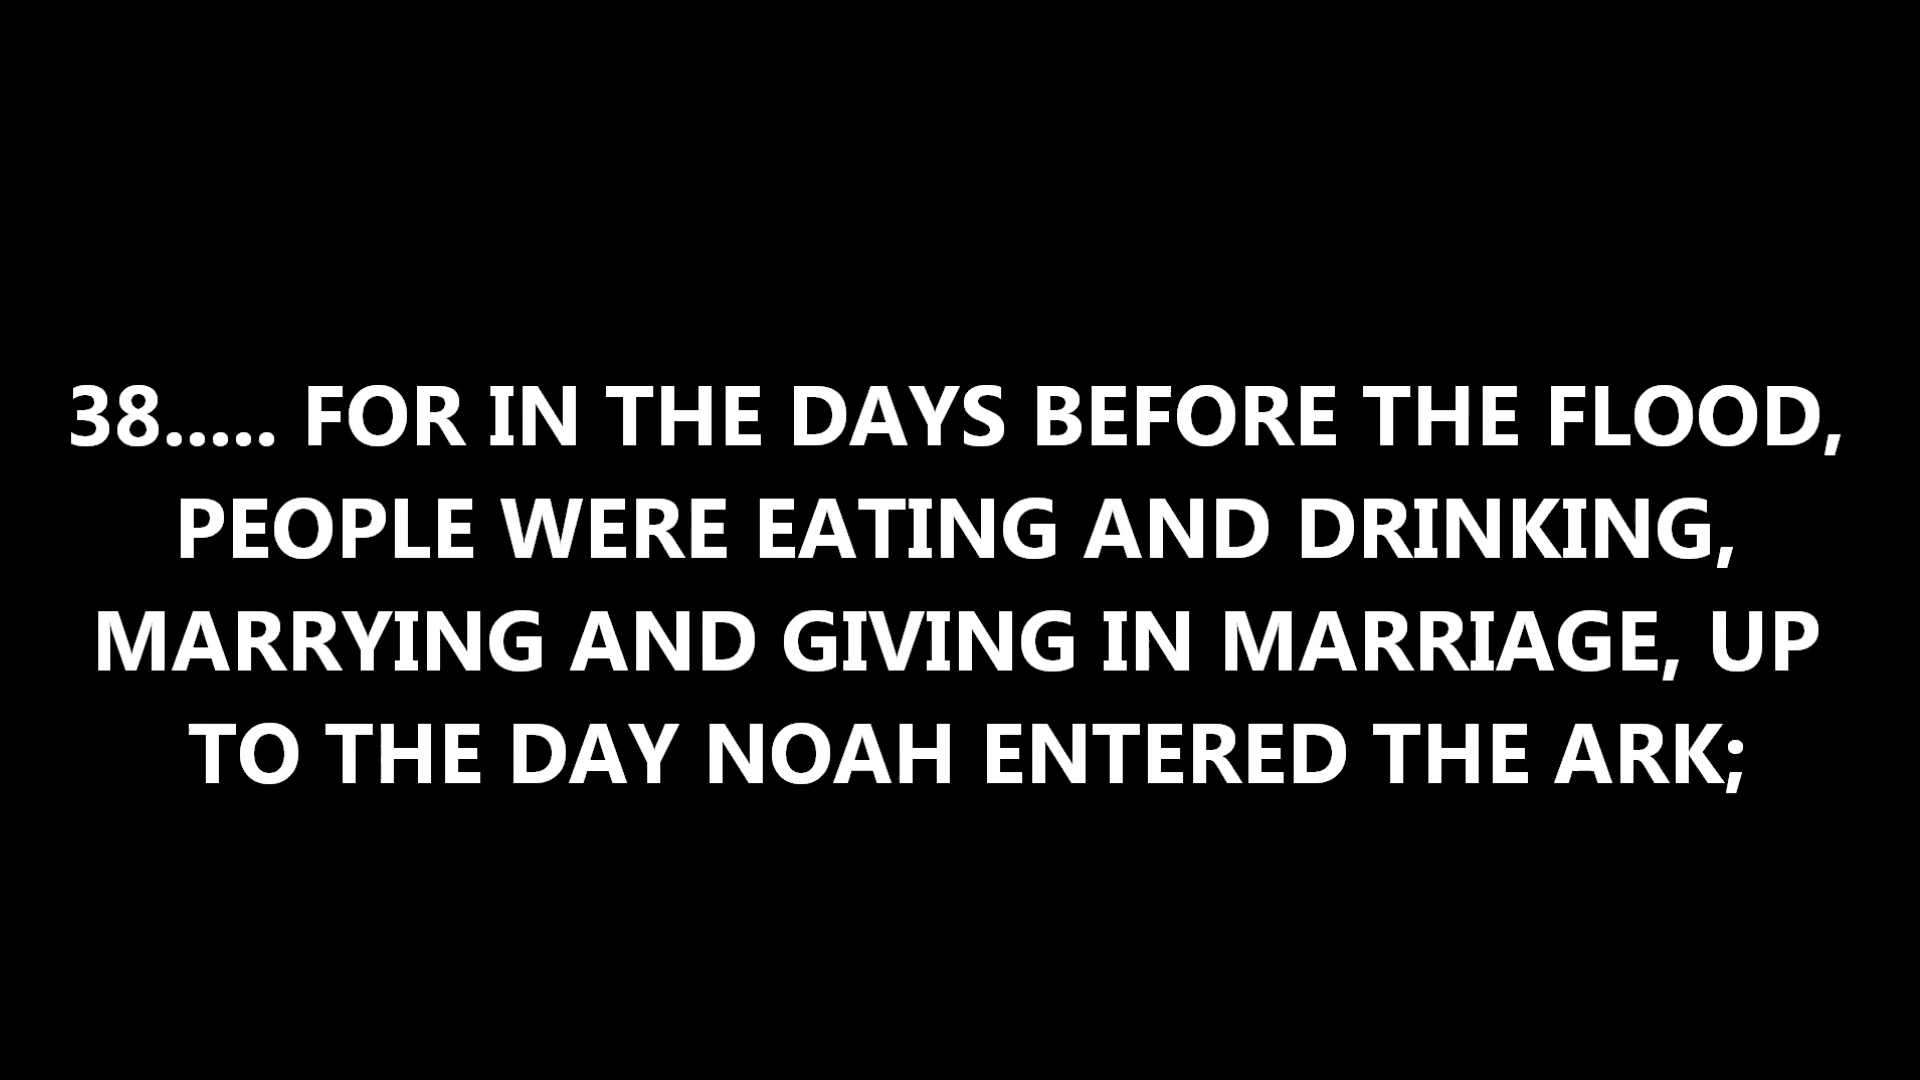 38..... FOR IN THE DAYS BEFORE THE FLOOD,
PEOPLE WERE EATING AND DRINKING,
MARRYING AND GIVING IN MARRIAGE, UP
TO THE DAY NOAH ENTERED THE ARK;